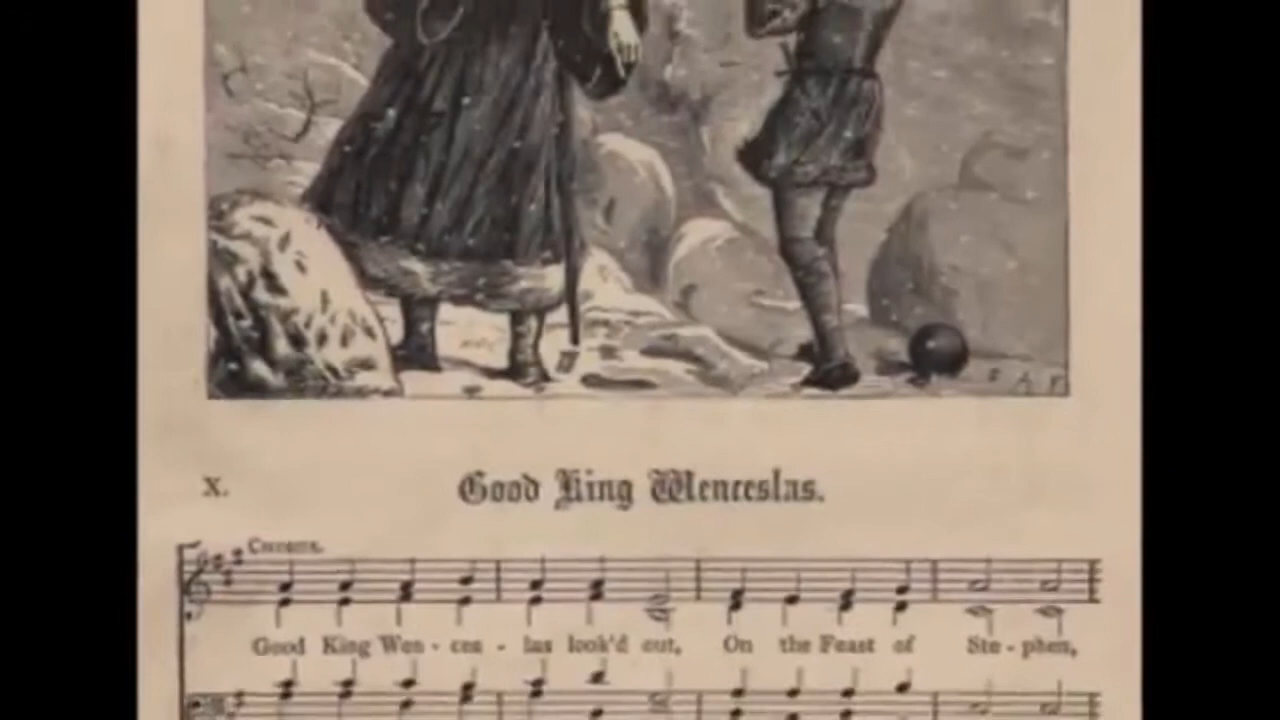 X.
Good King Wenceslas.
CHORUS.
Good King Wen - ces - las look'd out, On the Feast of Ste - phen,